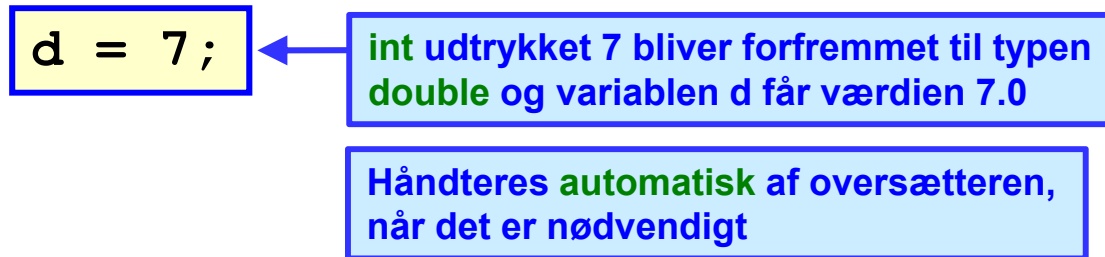 d = 7;
int udtrykket 7 bliver forfremmet til typen
double og variablen d får værdien 7.0
Håndteres automatisk af oversætteren,
når det er nødvendigt